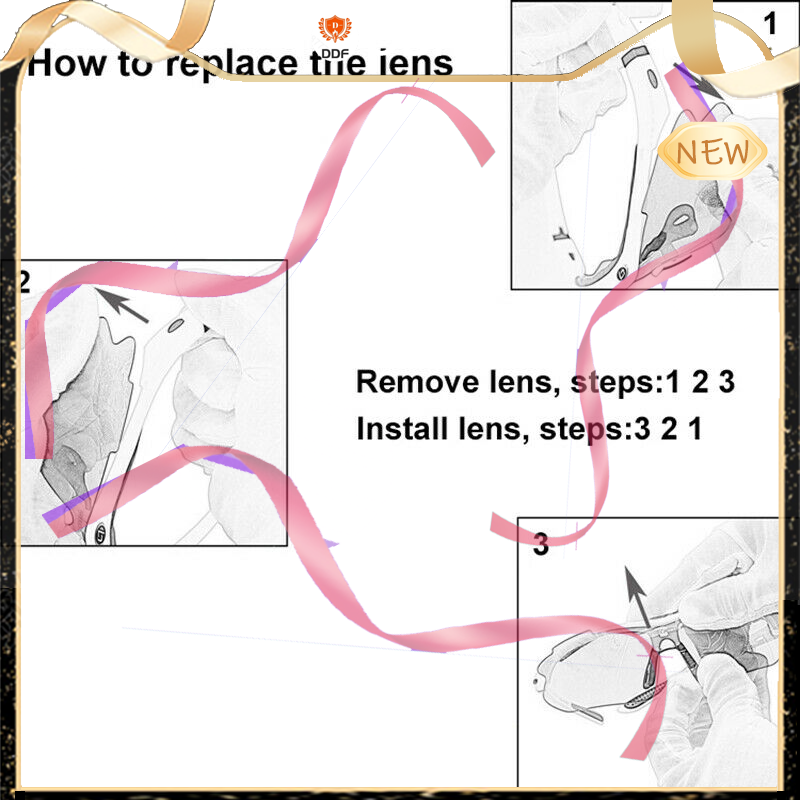 DDF
How to replace the lens
1
NEW
2
Remove lens, steps:1 2 3
Install lens, steps:3 2 1
3